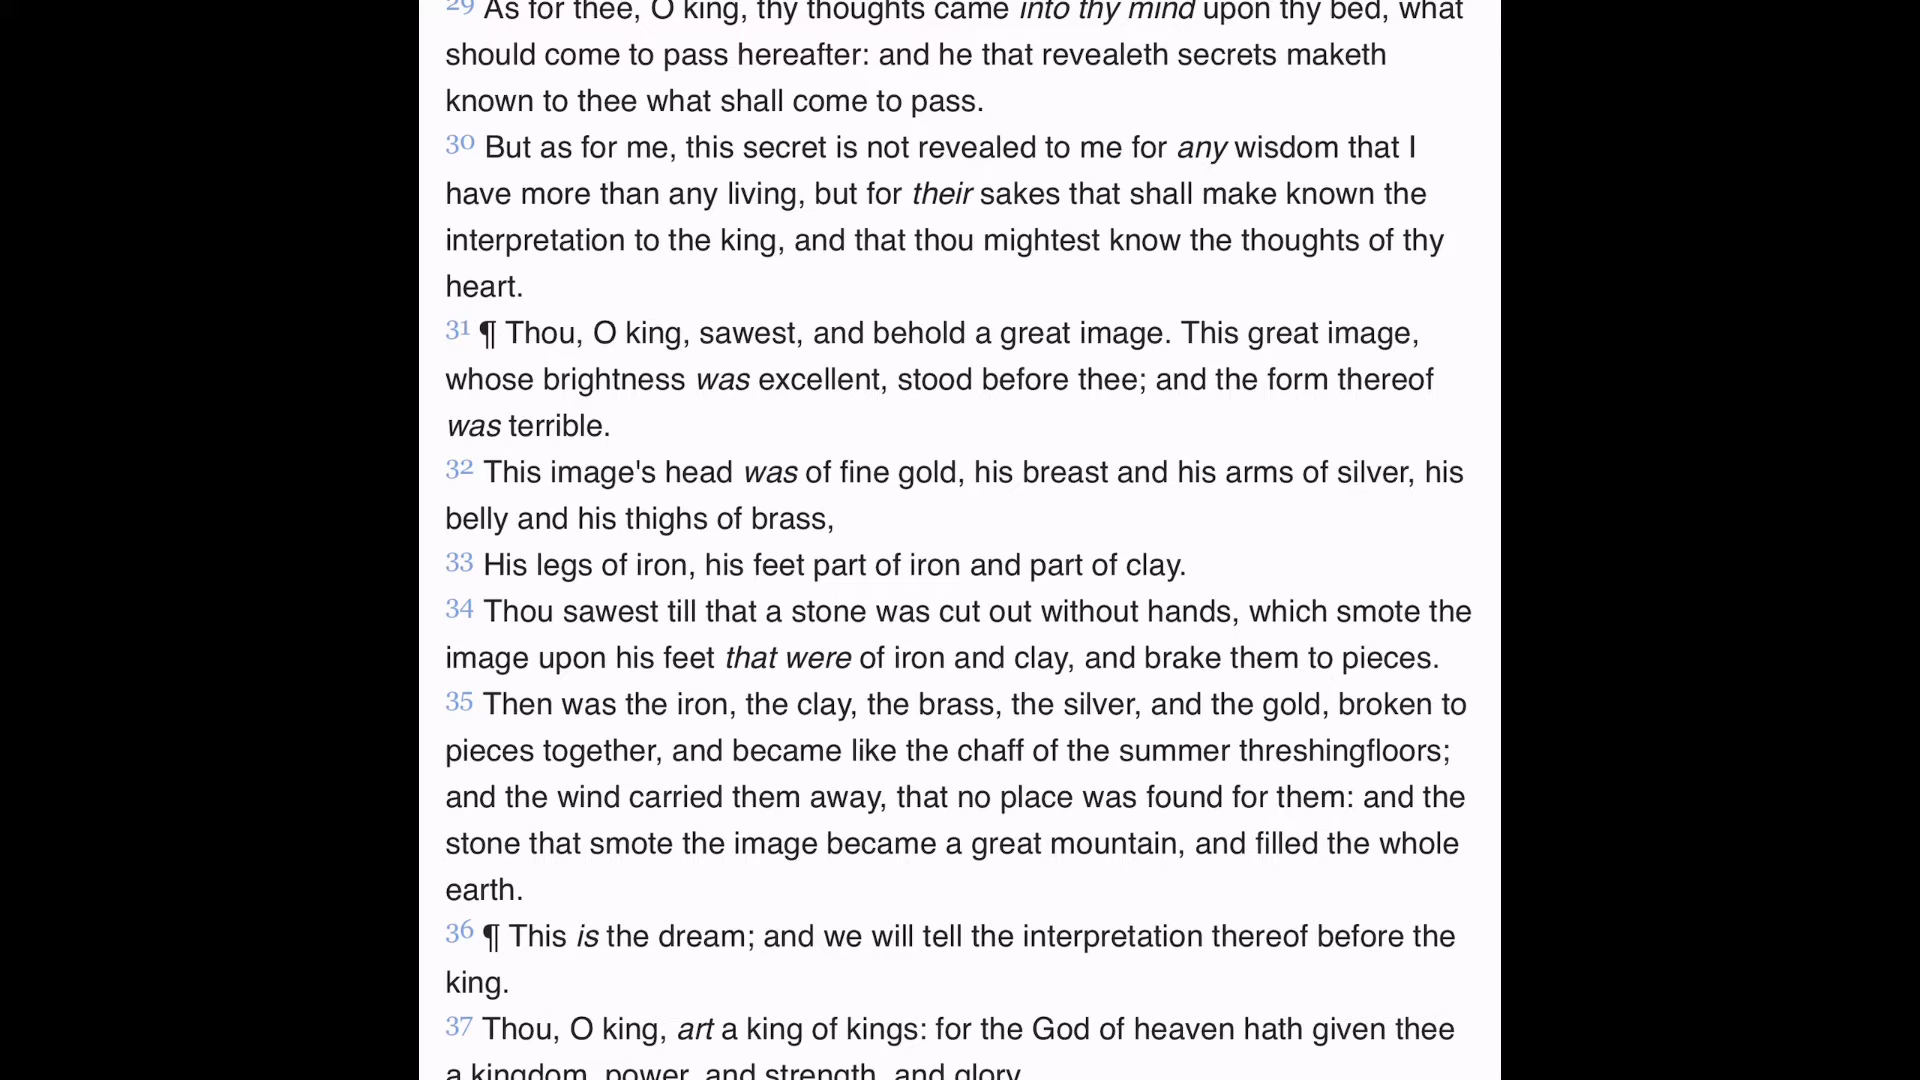 29 As for thee, O king, thy thoughts came into thy mind upon thy bed, what
should come to pass hereafter: and he that revealeth secrets maketh
known to thee what shall come to pass.
30 But as for me, this secret is not revealed to me for any wisdom that I
have more than any living, but for their sakes that shall make known the
interpretation to the king, and that thou mightest know the thoughts of thy
heart.
31 ¶ Thou, O king, sawest, and behold a great image. This great image,
whose brightness was excellent, stood before thee; and the form thereof
was terrible.
32 This image's head was of fine gold, his breast and his arms of silver, his
belly and his thighs of brass,
33 His legs of iron, his feet part of iron and part of clay.
34 Thou sawest till that a stone was cut out without hands, which smote the
image upon his feet that were of iron and clay, and brake them to pieces.
35 Then was the iron, the clay, the brass, the silver, and the gold, broken to
pieces together, and became like the chaff of the summer threshingfloors;
and the wind carried them away, that no place was found for them: and the
stone that smote the image became a great mountain, and filled the whole
earth.
36 ¶ This is the dream; and we will tell the interpretation thereof before the
king.
37 Thou, O king, art a king of kings: for the God of heaven hath given thee
a kingdom, power, and strength, and glory.